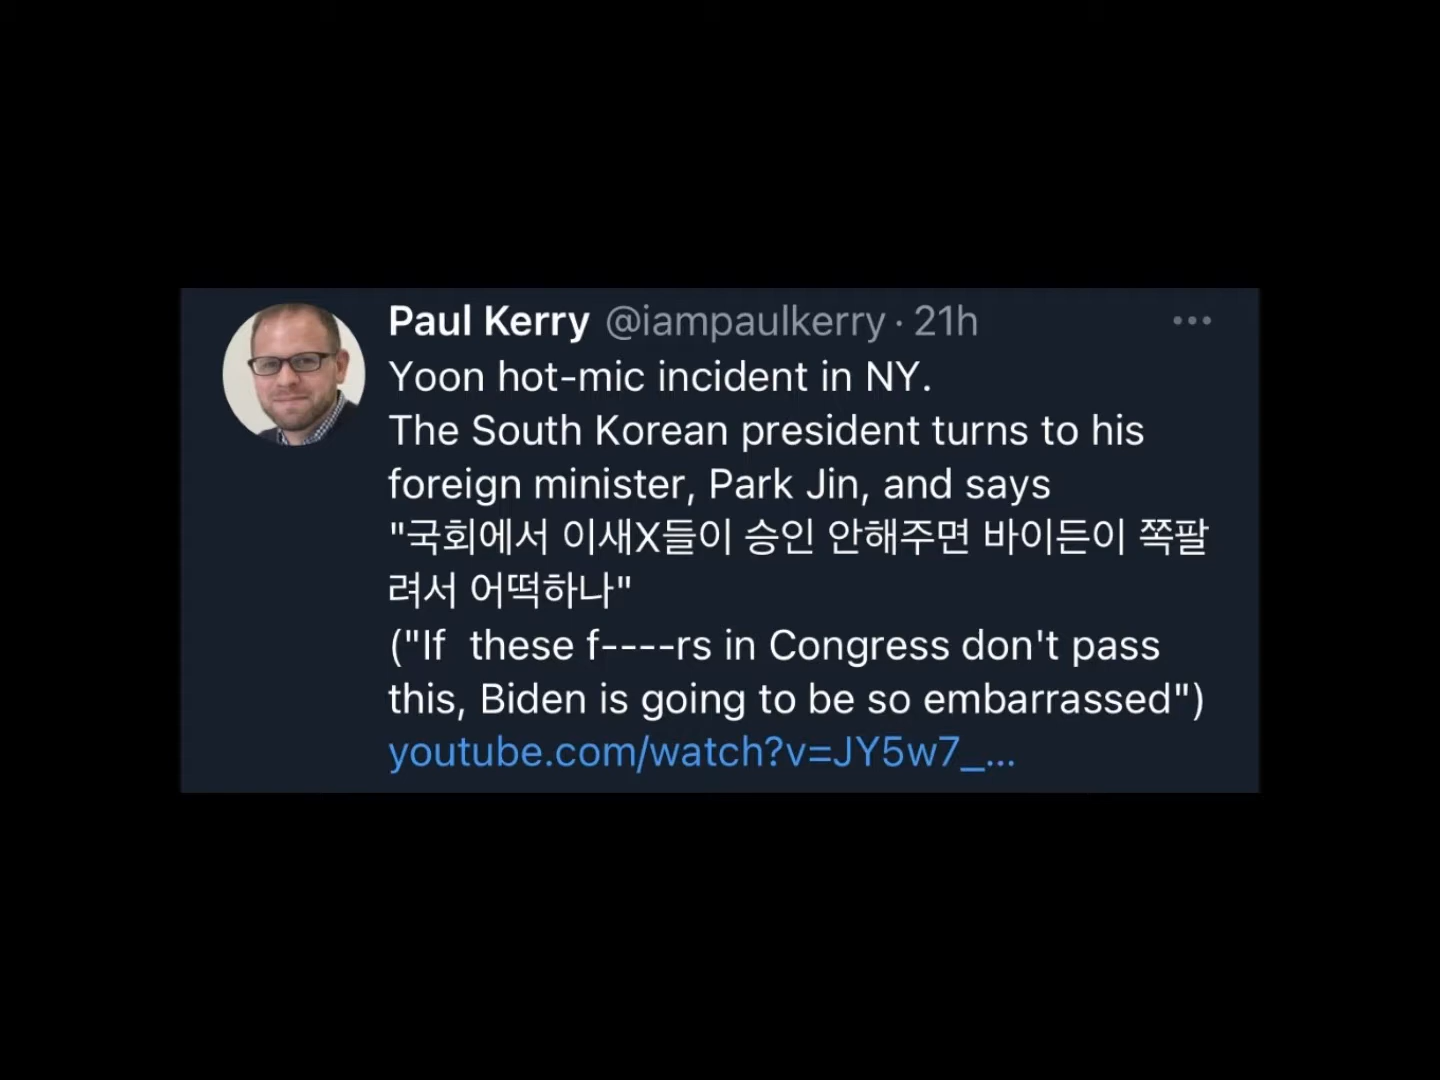 Paul Kerry @iampaulkerry · 21h ...
Yoon hot-mic incident in NY.
The South Korean president turns to his
foreign minister, Park Jin, and says
"국회에서 이새X들이 승인 안해주면 바이든이 쪽팔
려서 어떡하나"
("If  these f----rs in Congress don't pass
this, Biden is going to be so embarrassed")
youtube.com/watch?v=JY5w7_...